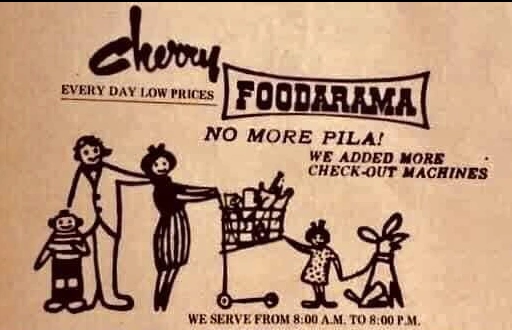 cherry
EVERY DAY LOW PRICES
FOODARAMA
NO MORE PILA!
WE ADDED MORE
CHECK-OUT MACHINES
WE SERVE FROM 8:00 A.M. TO 8:00 P.M.